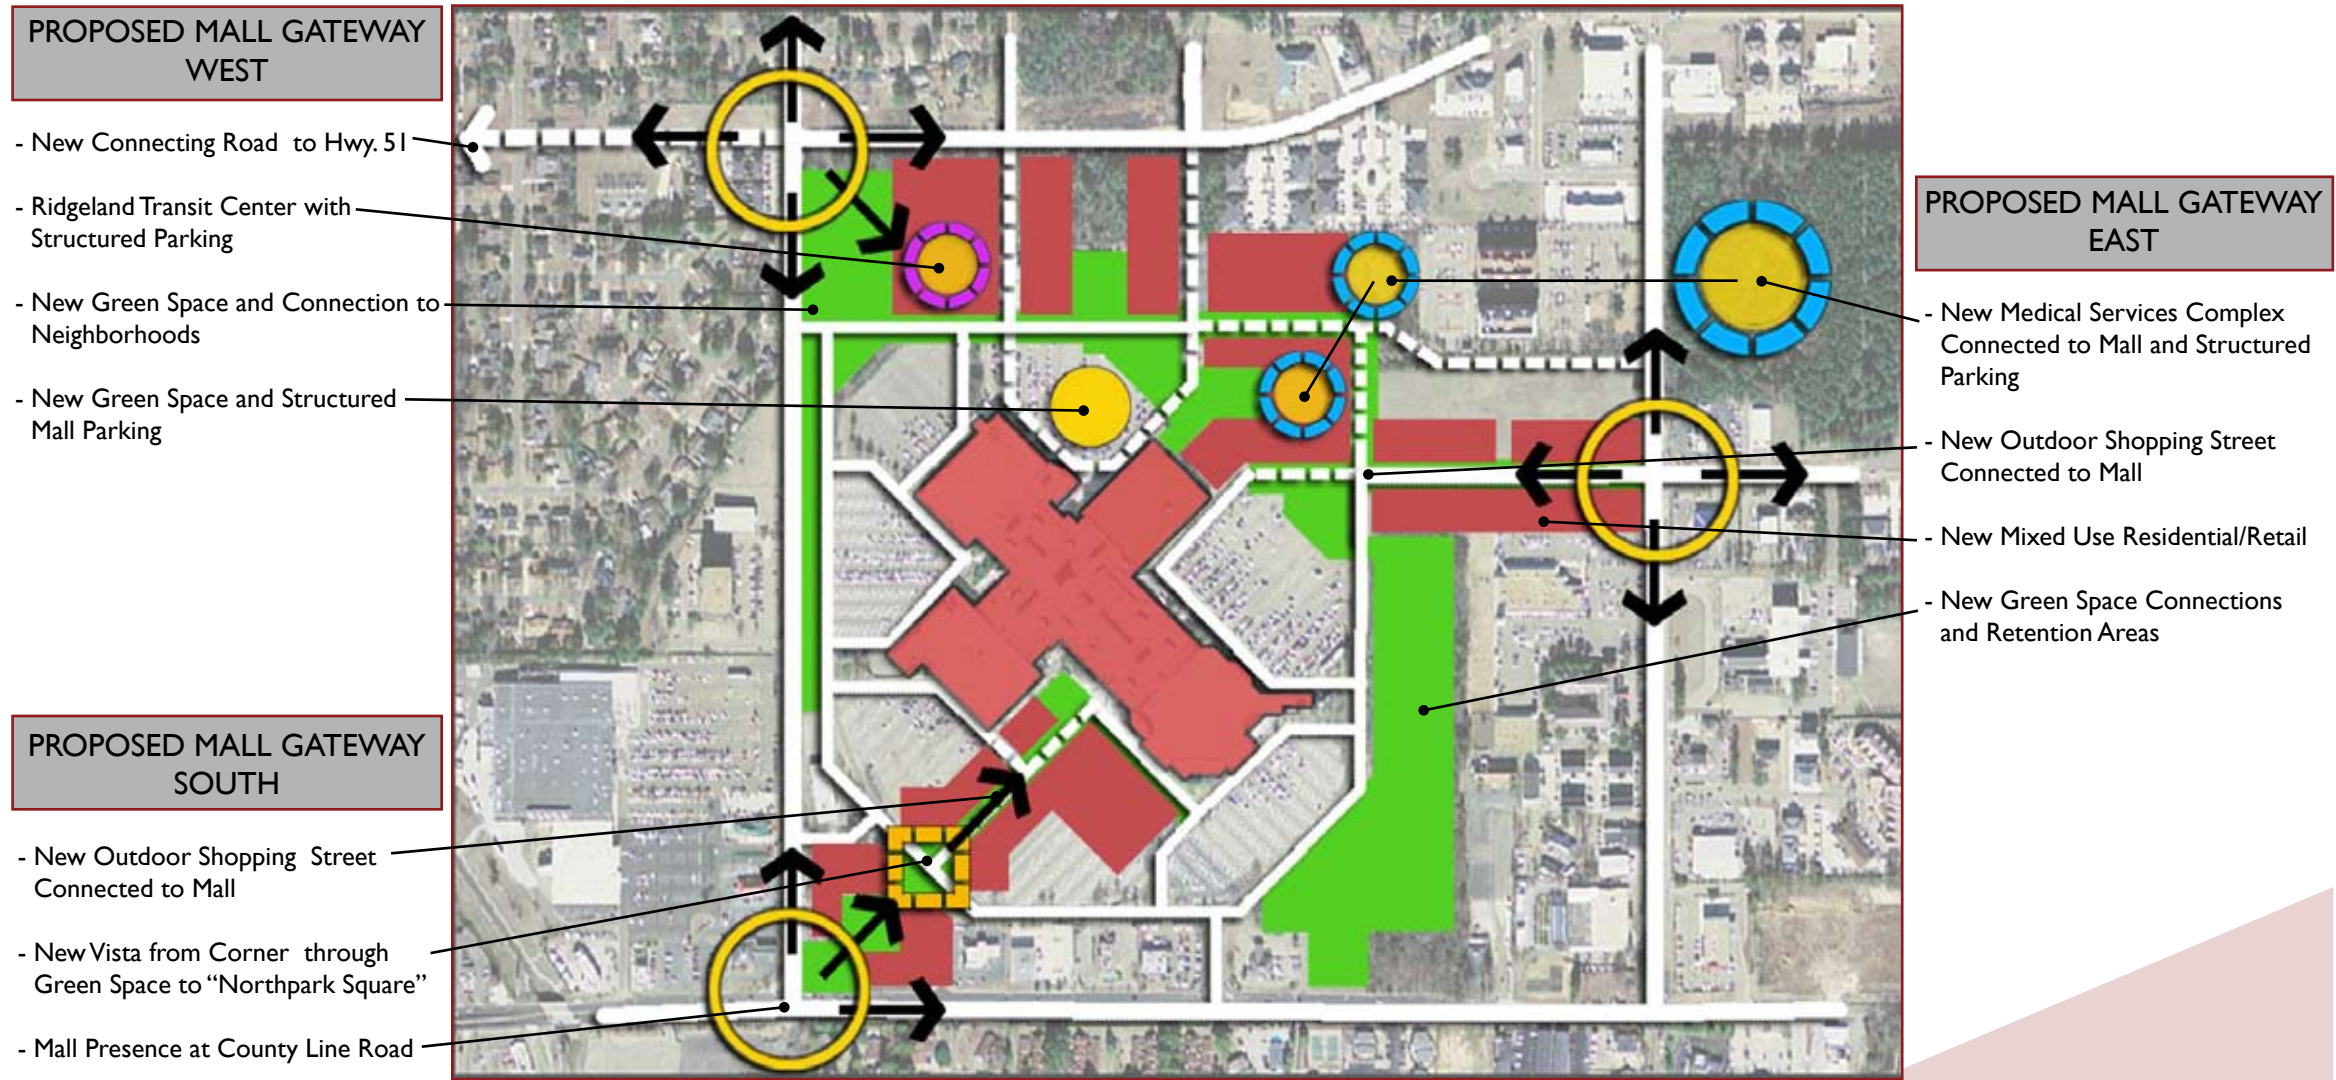 PROPOSED MALL GATEWAY
WEST
- New Connecting Road to Hwy. 51
- Ridgeland Transit Center with
Structured Parking
- New Green Space and Connection to
Neighborhoods
- New Green Space and Structured
Mall Parking
PROPOSED MALL GATEWAY
SOUTH
- New Outdoor Shopping Street
Connected to Mall
- New Vista from Corner through
Green Space to “Northpark Square”
- Mall Presence at County Line Road
PROPOSED MALL GATEWAY
EAST
- New Medical Services Complex
Connected to Mall and Structured
Parking
- New Outdoor Shopping Street
Connected to Mall
- New Mixed Use Residential/Retail
- New Green Space Connections
and Retention Areas